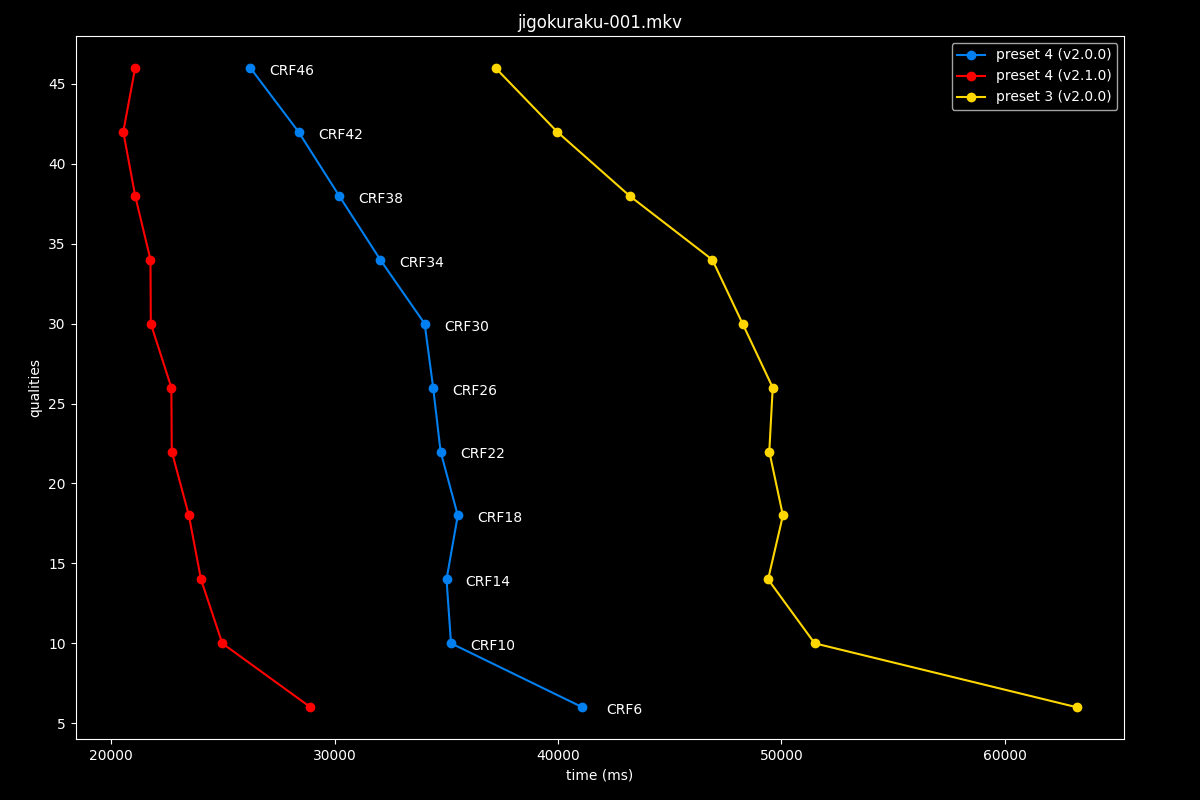 jigokuraku-001.mkv
preset 4 (v2.0.0)
preset 4 (v2.1.0)
preset 3 (v2.0.0)
CRF46
CRF42
CRF38
CRF34
CRF30
CRF26
CRF22
CRF18
CRF14
CRF10
CRF6
45
40
35
30
25
20
15
10
5
qualities
20000 30000 40000 50000 60000
time (ms)